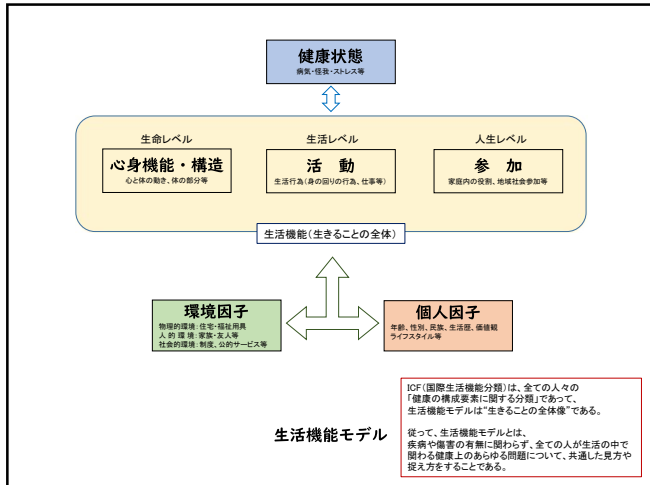 健康状態
病気・怪我・ストレス等
生命レベル
心身機能・構造
心と体の動き、体の部分等
生活レベル
活 動
生活行為(身の回りの行為、仕事等)
人生レベル
参 加
家庭内の役割、地域社会参加等
生活機能(生きることの全体)
環境因子
物理的環境:住宅・福祉用具
人 的 環 境:家族・友人等
社会的環境:制度、公的サービス等
個人因子
年齢、性別、民族、生活歴、価値観
ライフスタイル等
生活機能モデル
ICF(国際生活機能分類)は、全ての人々の
「健康の構成要素に関する分類」であって、
生活機能モデルは“生きることの全体像”である。
従って、生活機能モデルとは、
疾病や傷害の有無に関わらず、全ての人が生活の中で
関わる健康上のあらゆる問題について、共通した見方や
捉え方をすることである。